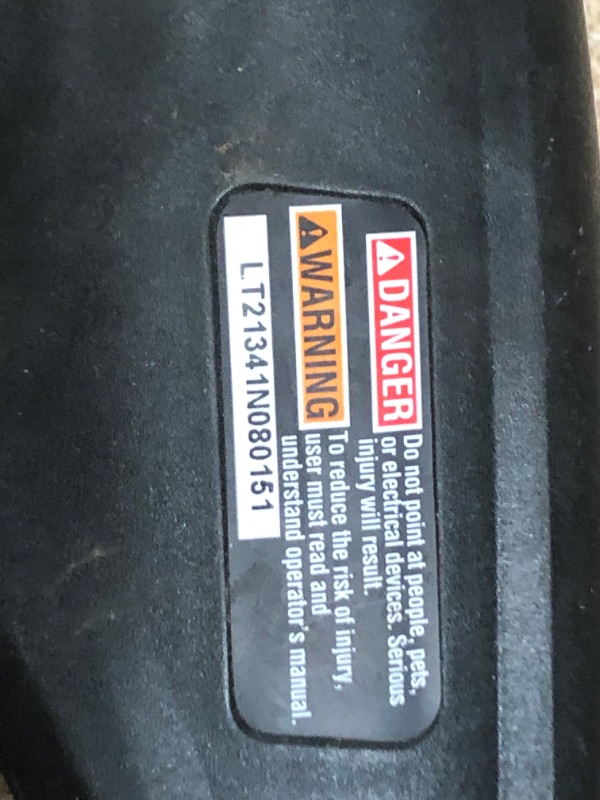 DANGER
Do not point at people, pets,
or electrical devices. Serious
injury will result.
WARNING
To reduce the risk of injury,
user must read and
understand operator's manual.
LT21341N080151